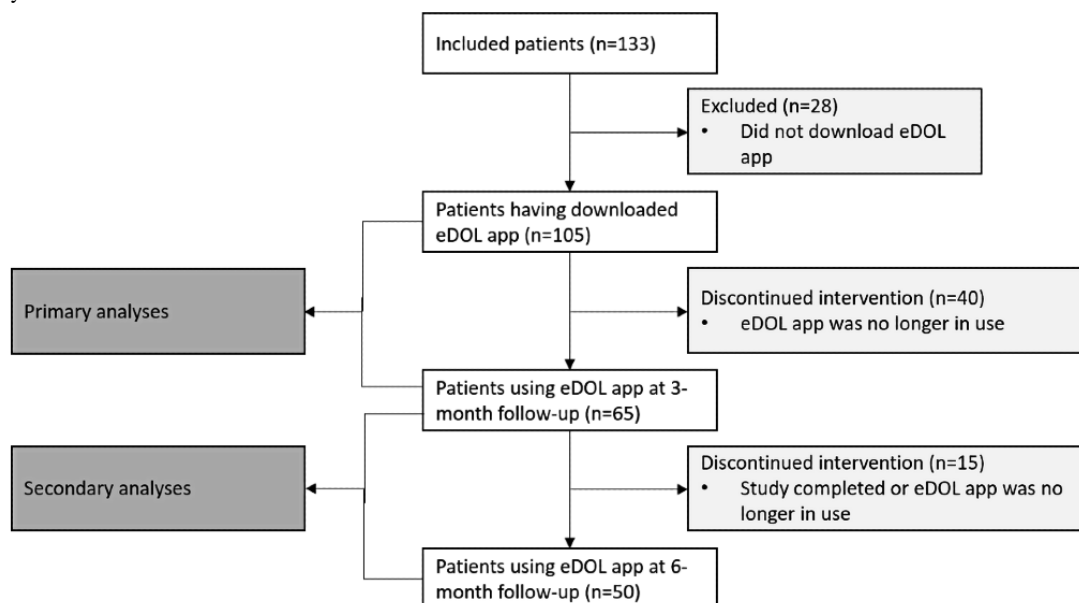 y
Included patients (n=133)
Excluded (n=28)
• Did not download eDOL
app
Patients having downloaded
eDOL app (n=105)
Primary analyses
Discontinued intervention (n=40)
• eDOL app was no longer in use
Patients using eDOL app at 3-
month follow-up (n=65)
Secondary analyses
Discontinued intervention (n=15)
• Study completed or eDOL app was no
longer in use
Patients using eDOL app at 6-
month follow-up (n=50)